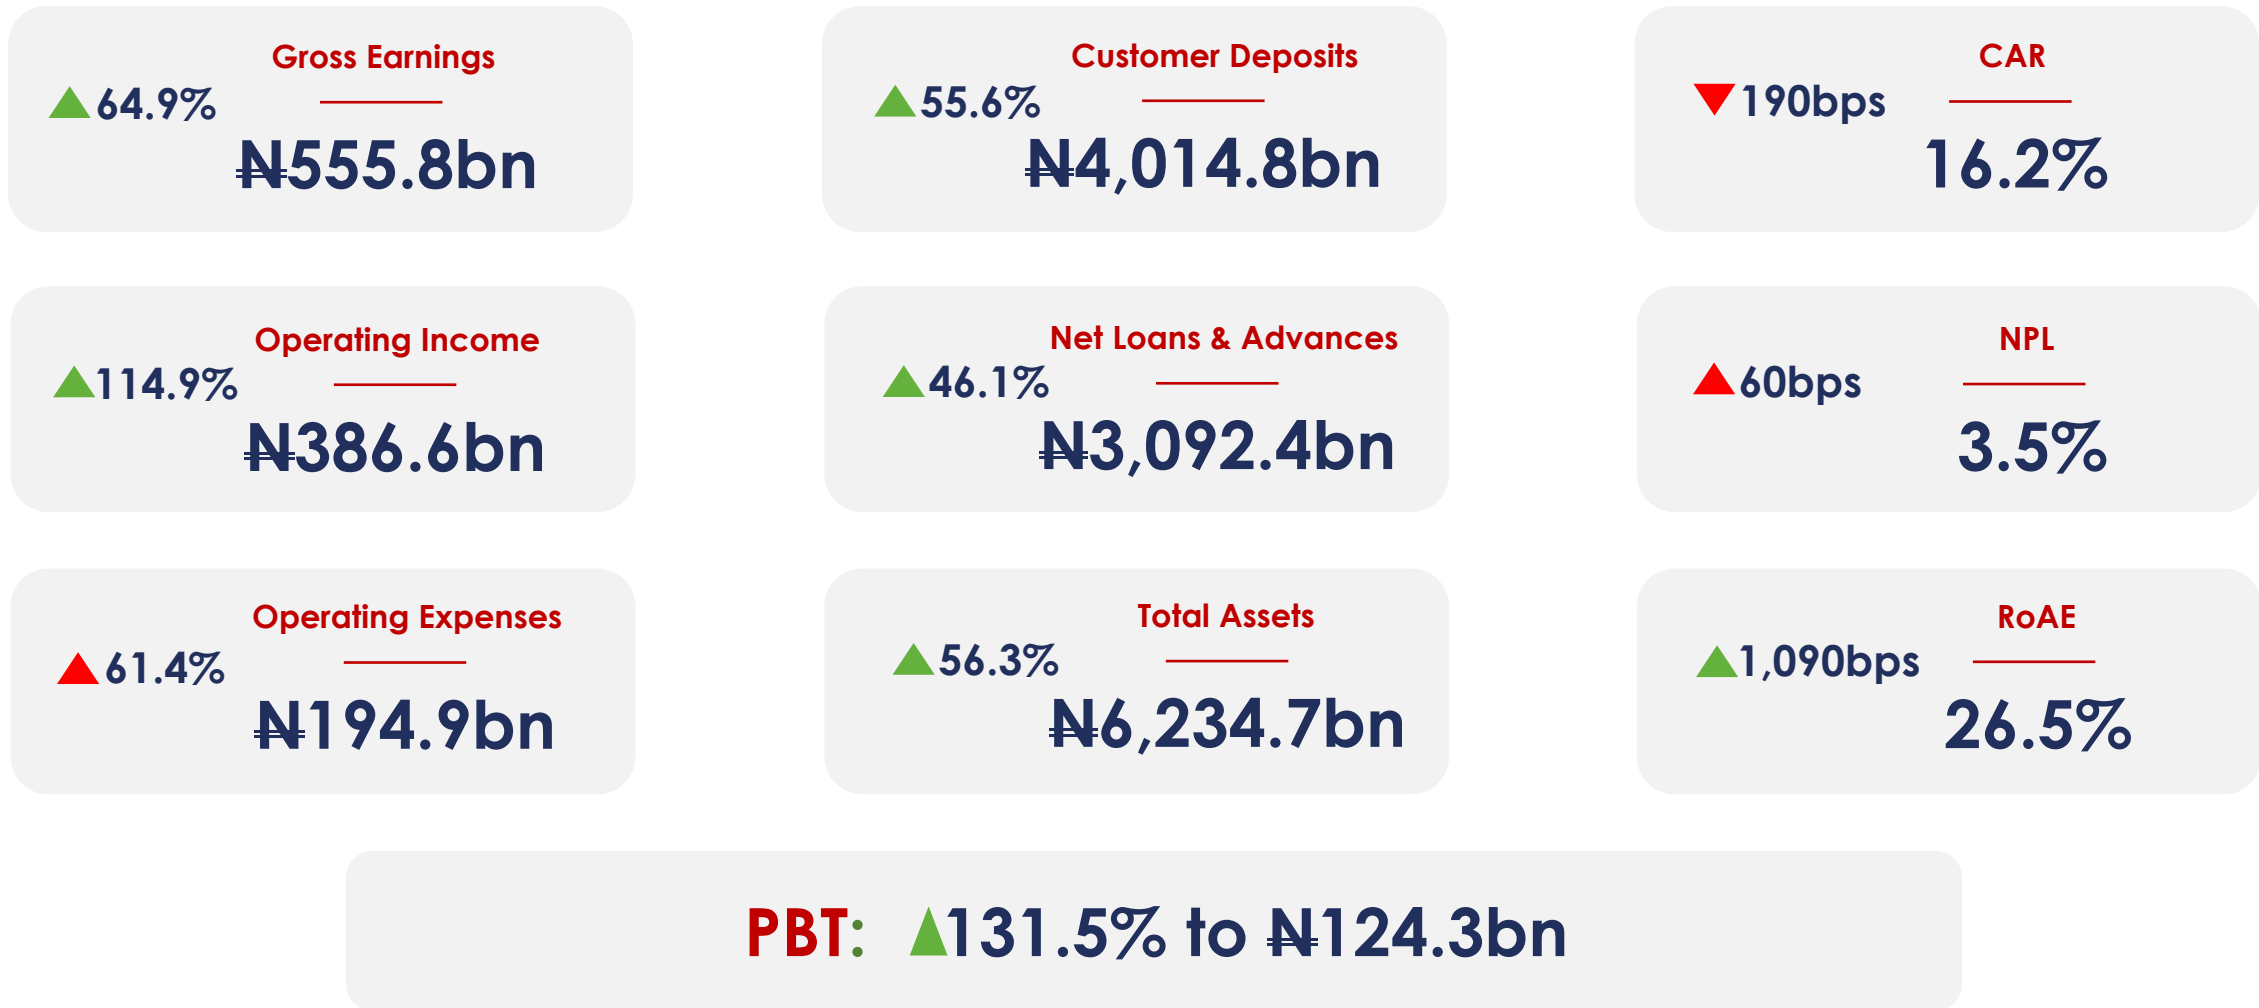 Gross Earnings
▲64.9%
₦555.8bn
Customer Deposits
▲55.6%
₦4,014.8bn
CAR
▼190bps
16.2%
Operating Income
▲114.9%
₦386.6bn
Net Loans & Advances
▲46.1%
₦3,092.4bn
NPL
▲60bps
3.5%
Operating Expenses
▲61.4%
₦194.9bn
Total Assets
▲56.3%
₦6,234.7bn
RoAE
▲1,090bps
26.5%
PBT: ▲131.5% to ₦124.3bn